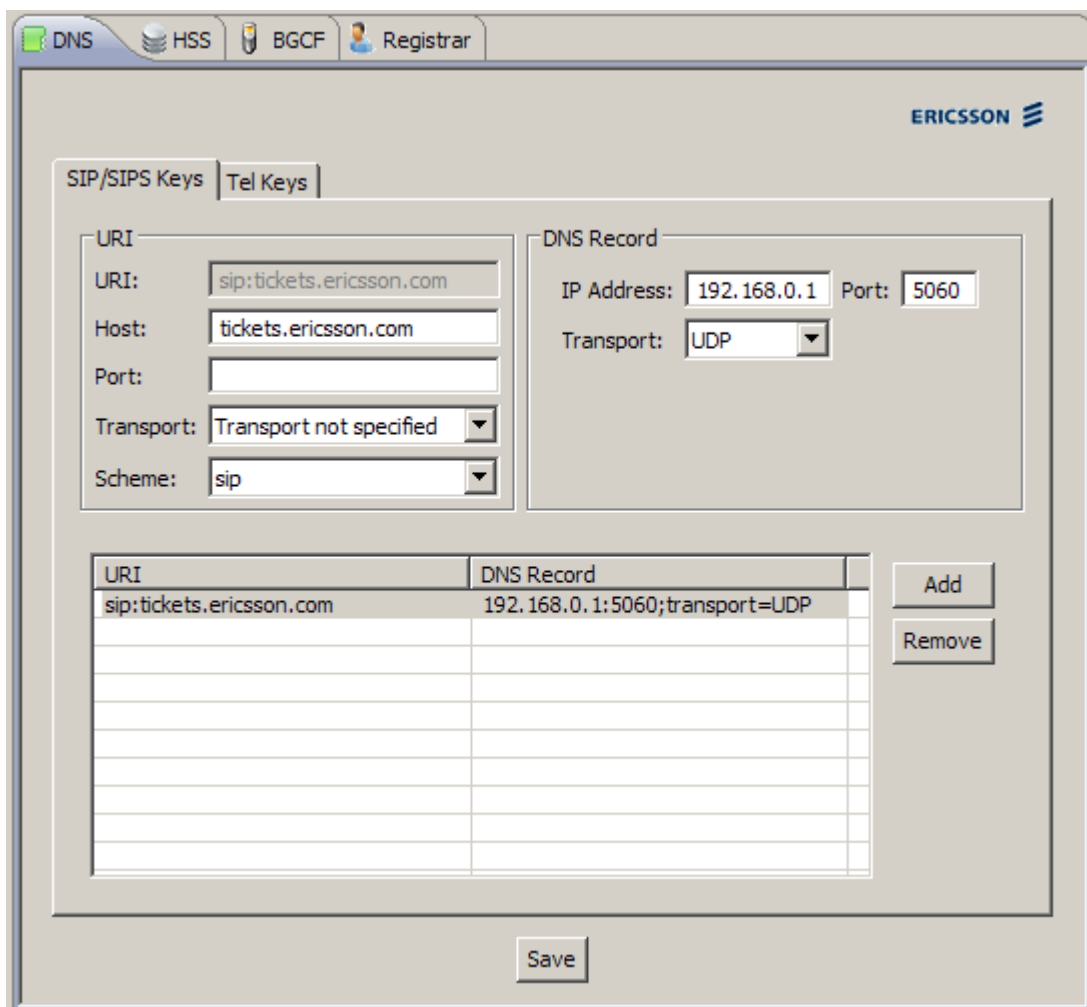 DNS HSS BGCF Registrar
ERICSSON
SIP/SIPS Keys Tel Keys
URI
URI: sip:tickets.ericsson.com
Host: tickets.ericsson.com
Port:
Transport: Transport not specified
Scheme: sip
DNS Record
IP Address: 192.168.0.1 Port: 5060
Transport: UDP
URI DNS Record
sip:tickets.ericsson.com 192.168.0.1:5060;transport=UDP
Add
Remove
Save